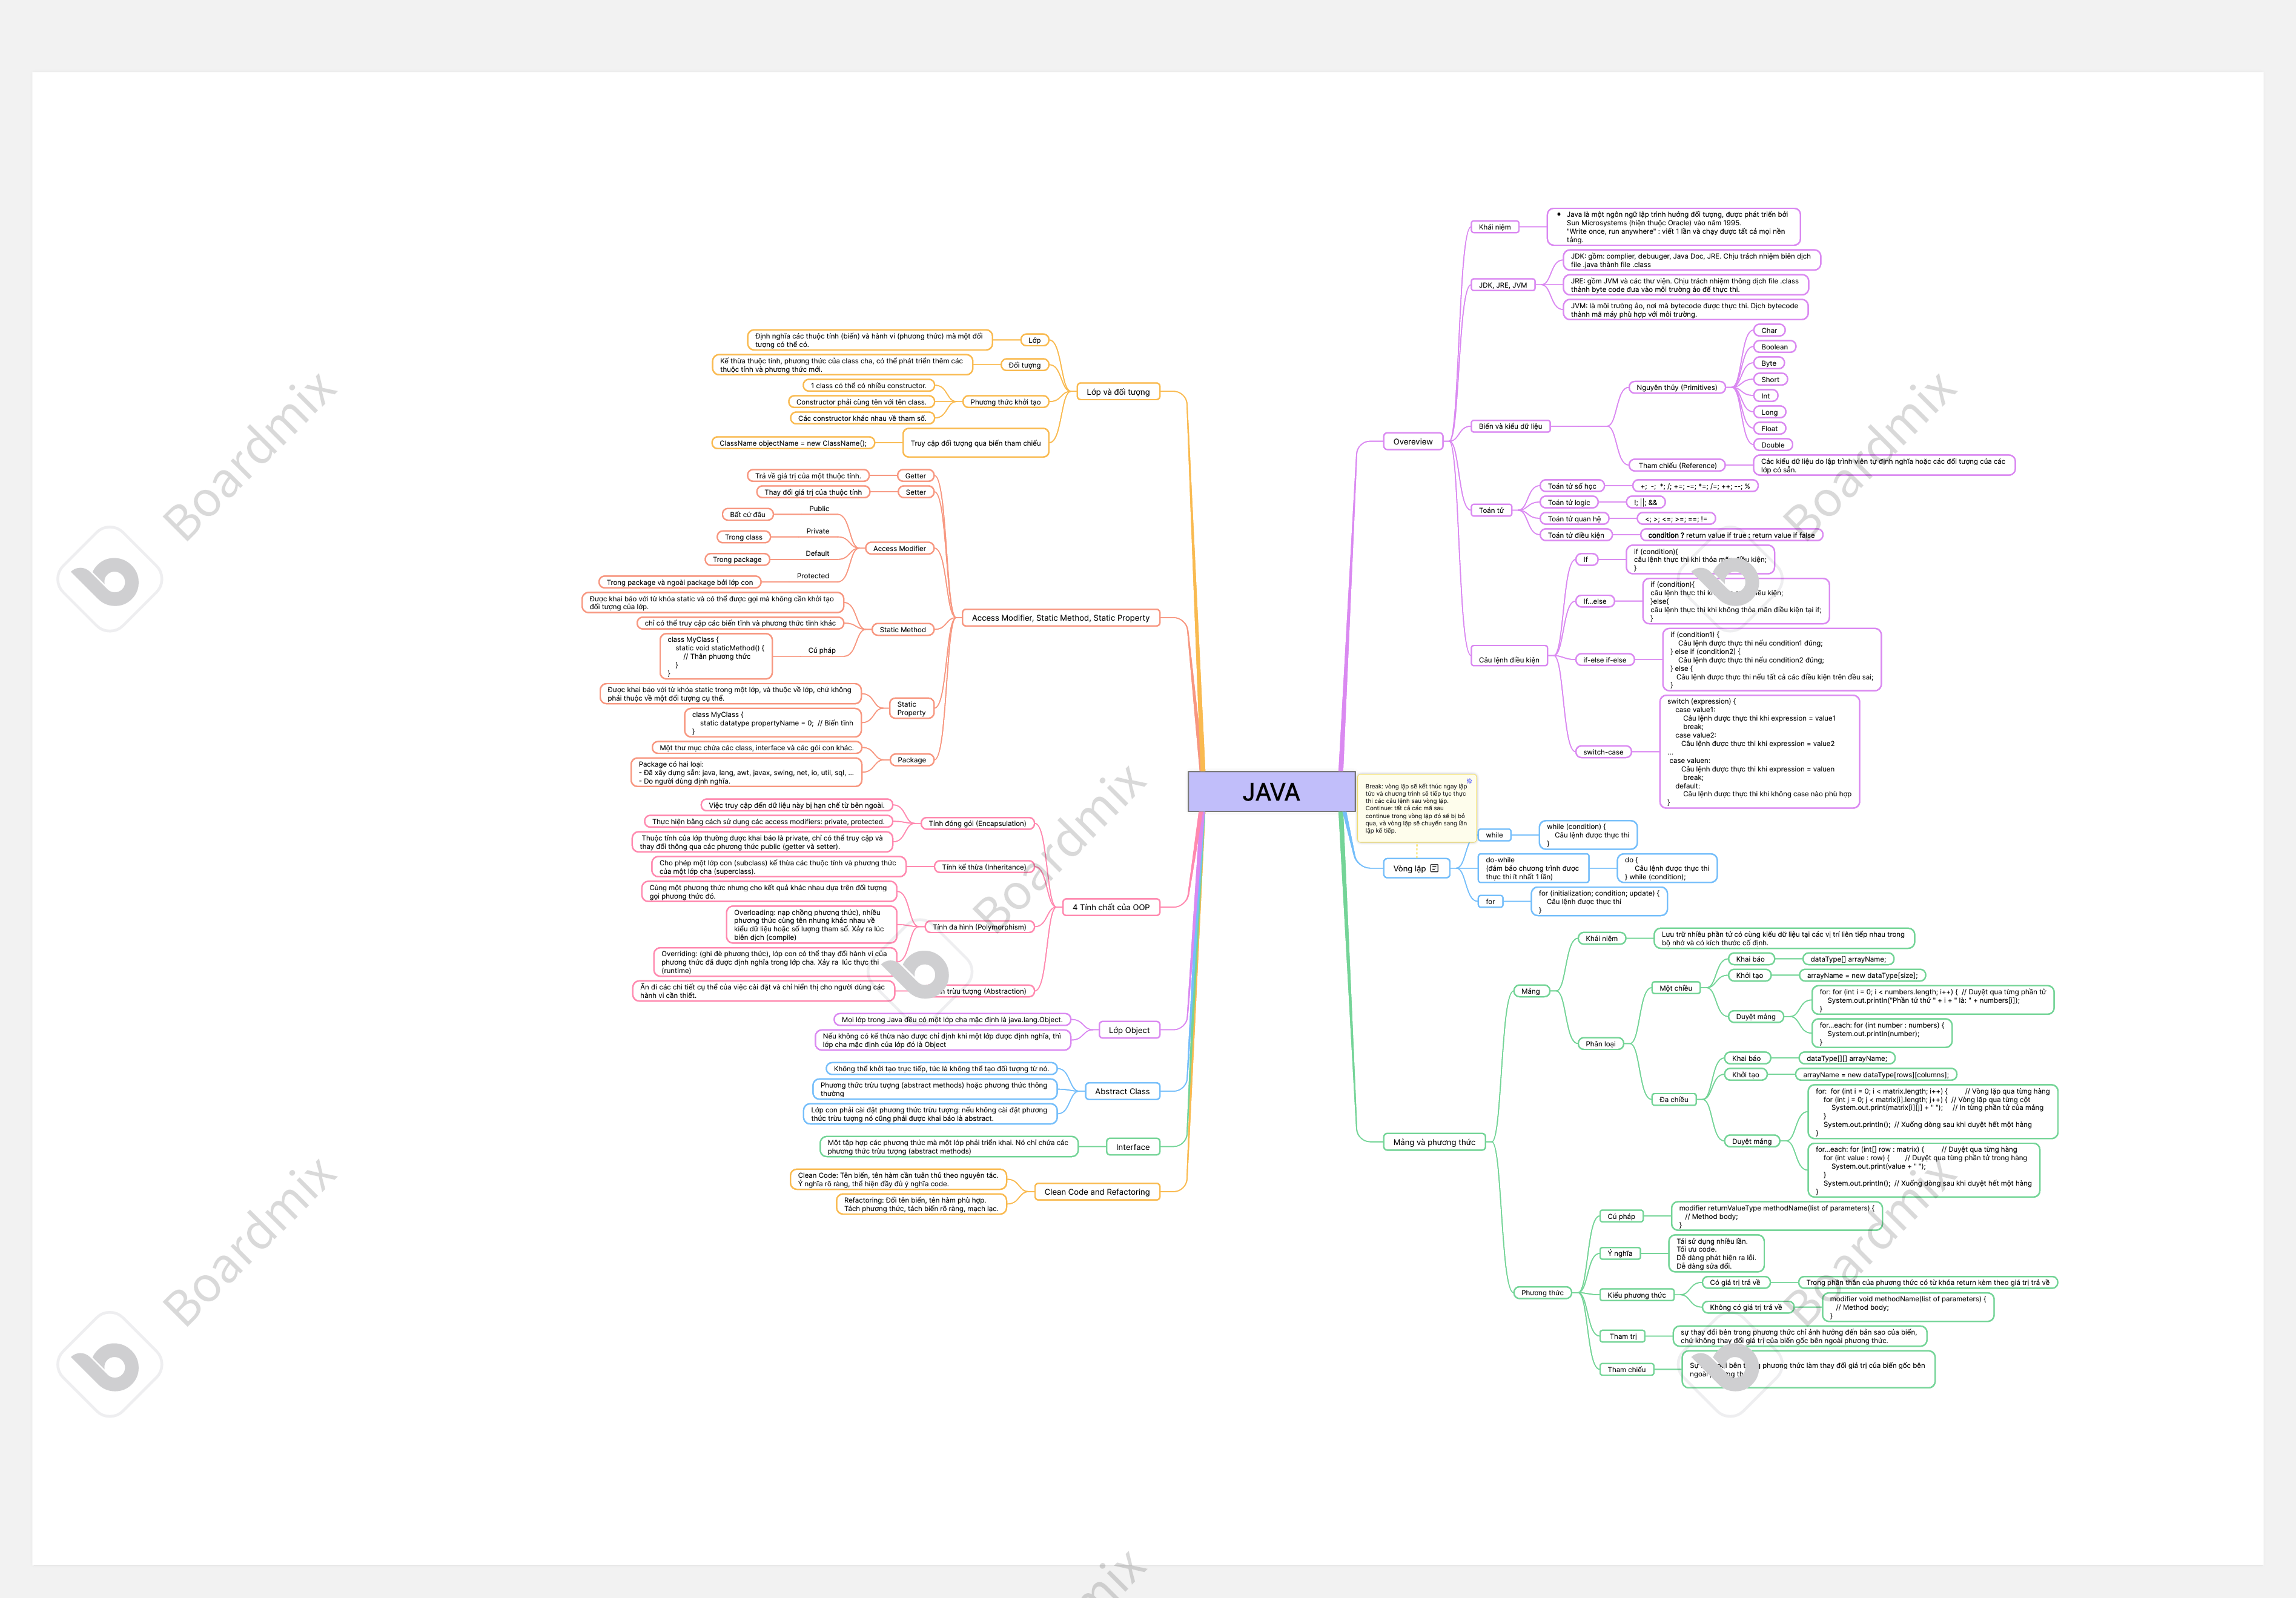 JAVA
Overeview
Khái niệm
Java là một ngôn ngữ lập trình hướng đối tượng, được phát triển bởi
Sun Microsystems (hiện thuộc Oracle) vào năm 1995.
"Write once, run anywhere" : viết 1 lần và chạy được tất cả mọi nền
tảng.
JDK, JRE, JVM
JDK: gồm: complier, debuuger, Java Doc, JRE. Chịu trách nhiệm biên dịch
file .java thành file .class
JRE: gồm JVM và các thư viện. Chịu trách nhiệm thông dịch file .class
thành byte code đưa vào môi trường ảo để thực thi.
JVM: là môi trường ảo, nơi mà bytecode được thực thi. Dịch bytecode
thành mã máy phù hợp với môi trường.
Biến và kiểu dữ liệu
Nguyên thủy (Primitives)
Char
Boolean
Byte
Short
Int
Long
Float
Double
Tham chiếu (Reference)
Các kiểu dữ liệu do lập trình viên tự định nghĩa hoặc các đối tượng của các
lớp có sẵn.
Toán tử
Toán tử số học
+; -; *; /; +=; -=; *=; /=; ++; --; %
Toán tử logic
!; ||; &&
Toán tử quan hệ
<; >; <=; >=; ==; !=
Toán tử điều kiện
condition ? return value if true : return value if false
Câu lệnh điều kiện
If
if (condition){
câu lệnh thực thi khi thỏa mãn điều kiện;
}
If...else
if (condition){
câu lệnh thực thi kiện;
}else{
câu lệnh thực thi khi không thỏa mãn điều kiện tại if;
}
if-else if-else
if (condition1) {
Câu lệnh được thực thi nếu condition1 đúng;
} else if (condition2) {
Câu lệnh được thực thi nếu condition2 đúng;
} else {
Câu lệnh được thực thi nếu tất cả các điều kiện trên đều sai;
}
switch-case
switch (expression) {
case value1:
Câu lệnh được thực thi khi expression = value1
break;
case value2:
Câu lệnh được thực thi khi expression = value2
...
case valuen:
Câu lệnh được thực thi khi expression = valuen
break;
default:
Câu lệnh được thực thi khi không case nào phù hợp
}
Break: vòng lặp sẽ kết thúc ngay lập
tức và chương trình sẽ tiếp tục thực
thi các câu lệnh sau vòng lặp.
Continue: tất cả các mã sau
continue trong vòng lặp đó sẽ bị bỏ
qua, và vòng lặp sẽ chuyển sang lần
lặp kế tiếp.
Vòng lặp
while
while (condition) {
Câu lệnh được thực thi
}
do-while
(đảm bảo chương trình được
thực thi ít nhất 1 lần)
do {
Câu lệnh được thực thi
} while (condition);
for
for (initialization; condition; update) {
Câu lệnh được thực thi
}
Mảng và phương thức
Mảng
Khái niệm
Lưu trữ nhiều phần tử có cùng kiểu dữ liệu tại các vị trí liên tiếp nhau trong
bộ nhớ và có kích thước cố định.
Phân loại
Một chiều
Khai báo
dataType[] arrayName;
Khởi tạo
arrayName = new dataType[size];
Duyệt mảng
for: for (int i = 0; i < numbers.length; i++) { // Duyệt qua từng phần tử
System.out.println("Phần tử thứ " + i + " là: " + numbers[i]);
}
for...each: for (int number : numbers) {
System.out.println(number);
}
Đa chiều
Khai báo
dataType[][] arrayName;
Khởi tạo
arrayName = new dataType[rows][columns];
Duyệt mảng
for: for (int i = 0; i < matrix.length; i++) { // Vòng lặp qua từng hàng
for (int j = 0; j < matrix[i].length; j++) { // Vòng lặp qua từng cột
System.out.print(matrix[i][j] + " "); // In từng phần tử của mảng
}
System.out.println(); // Xuống dòng sau khi duyệt hết một hàng
}
for...each: for (int[] row : matrix) { // Duyệt qua từng hàng
for (int value : row) { // Duyệt qua từng phần tử trong hàng
System.out.print(value + " ");
}
System.out.println(); // Xuống dòng sau khi duyệt hết một hàng
}
Phương thức
Cú pháp
modifier returnValueType methodName(list of parameters) {
// Method body;
}
Ý nghĩa
Tái sử dụng nhiều lần.
Tối ưu code.
Dễ dàng phát hiện ra lỗi.
Dễ dàng sửa đổi.
Kiểu phương thức
Có giá trị trả về
Trong phần thân của phương thức có từ khóa return kèm theo giá trị trả về
Không có giá trị trả về
modifier void methodName(list of parameters) {
// Method body;
}
Tham trị
sự thay đổi bên trong phương thức chỉ ảnh hưởng đến bản sao của biến,
chứ không thay đổi giá trị của biến gốc bên ngoài phương thức.
Tham chiếu
Sự bên phương thức làm thay đổi giá trị của biến gốc bên
ngoài
Lớp và đối tượng
Lớp
Định nghĩa các thuộc tính (biến) và hành vi (phương thức) mà một đối
tượng có thể có.
Đối tượng
Kế thừa thuộc tính, phương thức của class cha, có thể phát triển thêm các
thuộc tính và phương thức mới.
Phương thức khởi tạo
1 class có thể có nhiều constructor.
Constructor phải cùng tên với tên class.
Các constructor khác nhau về tham số.
Truy cập đối tượng qua biến tham chiếu
ClassName objectName = new ClassName();
Access Modifier, Static Method, Static Property
Getter
Trả về giá trị của một thuộc tính.
Setter
Thay đổi giá trị của thuộc tính
Access Modifier
Public
Bất cứ đâu
Private
Trong class
Default
Trong package
Protected
Trong package và ngoài package bởi lớp con
Static Method
Được khai báo với từ khóa static và có thể được gọi mà không cần khởi tạo
đối tượng của lớp.
chỉ có thể truy cập các biến tĩnh và phương thức tĩnh khác
Cú pháp
class MyClass {
static void staticMethod() {
// Thân phương thức
}
}
Static
Property
Được khai báo với từ khóa static trong một lớp, và thuộc về lớp, chứ không
phải thuộc về một đối tượng cụ thể.
class MyClass {
static datatype propertyName = 0; // Biến tĩnh
}
Package
Một thư mục chứa các class, interface và các gói con khác.
Package có hai loại:
- Đã xây dựng sẵn: java, lang, awt, javax, swing, net, io, util, sql, ...
- Do người dùng định nghĩa.
4 Tính chất của OOP
Tính đóng gói (Encapsulation)
Việc truy cập đến dữ liệu này bị hạn chế từ bên ngoài.
Thực hiện bằng cách sử dụng các access modifiers: private, protected.
Thuộc tính của lớp thường được khai báo là private, chỉ có thể truy cập và
thay đổi thông qua các phương thức public (getter và setter).
Tính kế thừa (Inheritance)
Cho phép một lớp con (subclass) kế thừa các thuộc tính và phương thức
của một lớp cha (superclass).
Tính đa hình (Polymorphism)
Cùng một phương thức nhưng cho kết quả khác nhau dựa trên đối tượng
gọi phương thức đó.
Overloading: nạp chồng phương thức), nhiều
phương thức cùng tên nhưng khác nhau về
kiểu dữ liệu hoặc số lượng tham số. Xảy ra lúc
biên dịch (compile)
Overriding: (ghi đè phương thức), lớp con có thể thay đổi hành vi của
phương thức đã được định nghĩa trong lớp cha. Xảy ra lúc thực thi
(runtime)
trừu tượng (Abstraction)
Ẩn đi các chi tiết cụ thể của việc cài đặt và chỉ hiển thị cho người dùng các
hành vi cần thiết.
Lớp Object
Mọi lớp trong Java đều có một lớp cha mặc định là java.lang.Object.
Nếu không có kế thừa nào được chỉ định khi một lớp được định nghĩa, thì
lớp cha mặc định của lớp đó là Object
Abstract Class
Không thể khởi tạo trực tiếp, tức là không thể tạo đối tượng từ nó.
Phương thức trừu tượng (abstract methods) hoặc phương thức thông
thường
Lớp con phải cài đặt phương thức trừu tượng: nếu không cài đặt phương
thức trừu tượng nó cũng phải được khai báo là abstract.
Interface
Một tập hợp các phương thức mà một lớp phải triển khai. Nó chỉ chứa các
phương thức trừu tượng (abstract methods)
Clean Code and Refactoring
Clean Code: Tên biến, tên hàm cần tuân thủ theo nguyên tắc.
Ý nghĩa rõ ràng, thể hiện đầy đủ ý nghĩa code.
Refactoring: Đổi tên biến, tên hàm phù hợp.
Tách phương thức, tách biến rõ ràng, mạch lạc.
Boardmix
Boardmix
Boardmix
Boardmix
Boardmix
mix